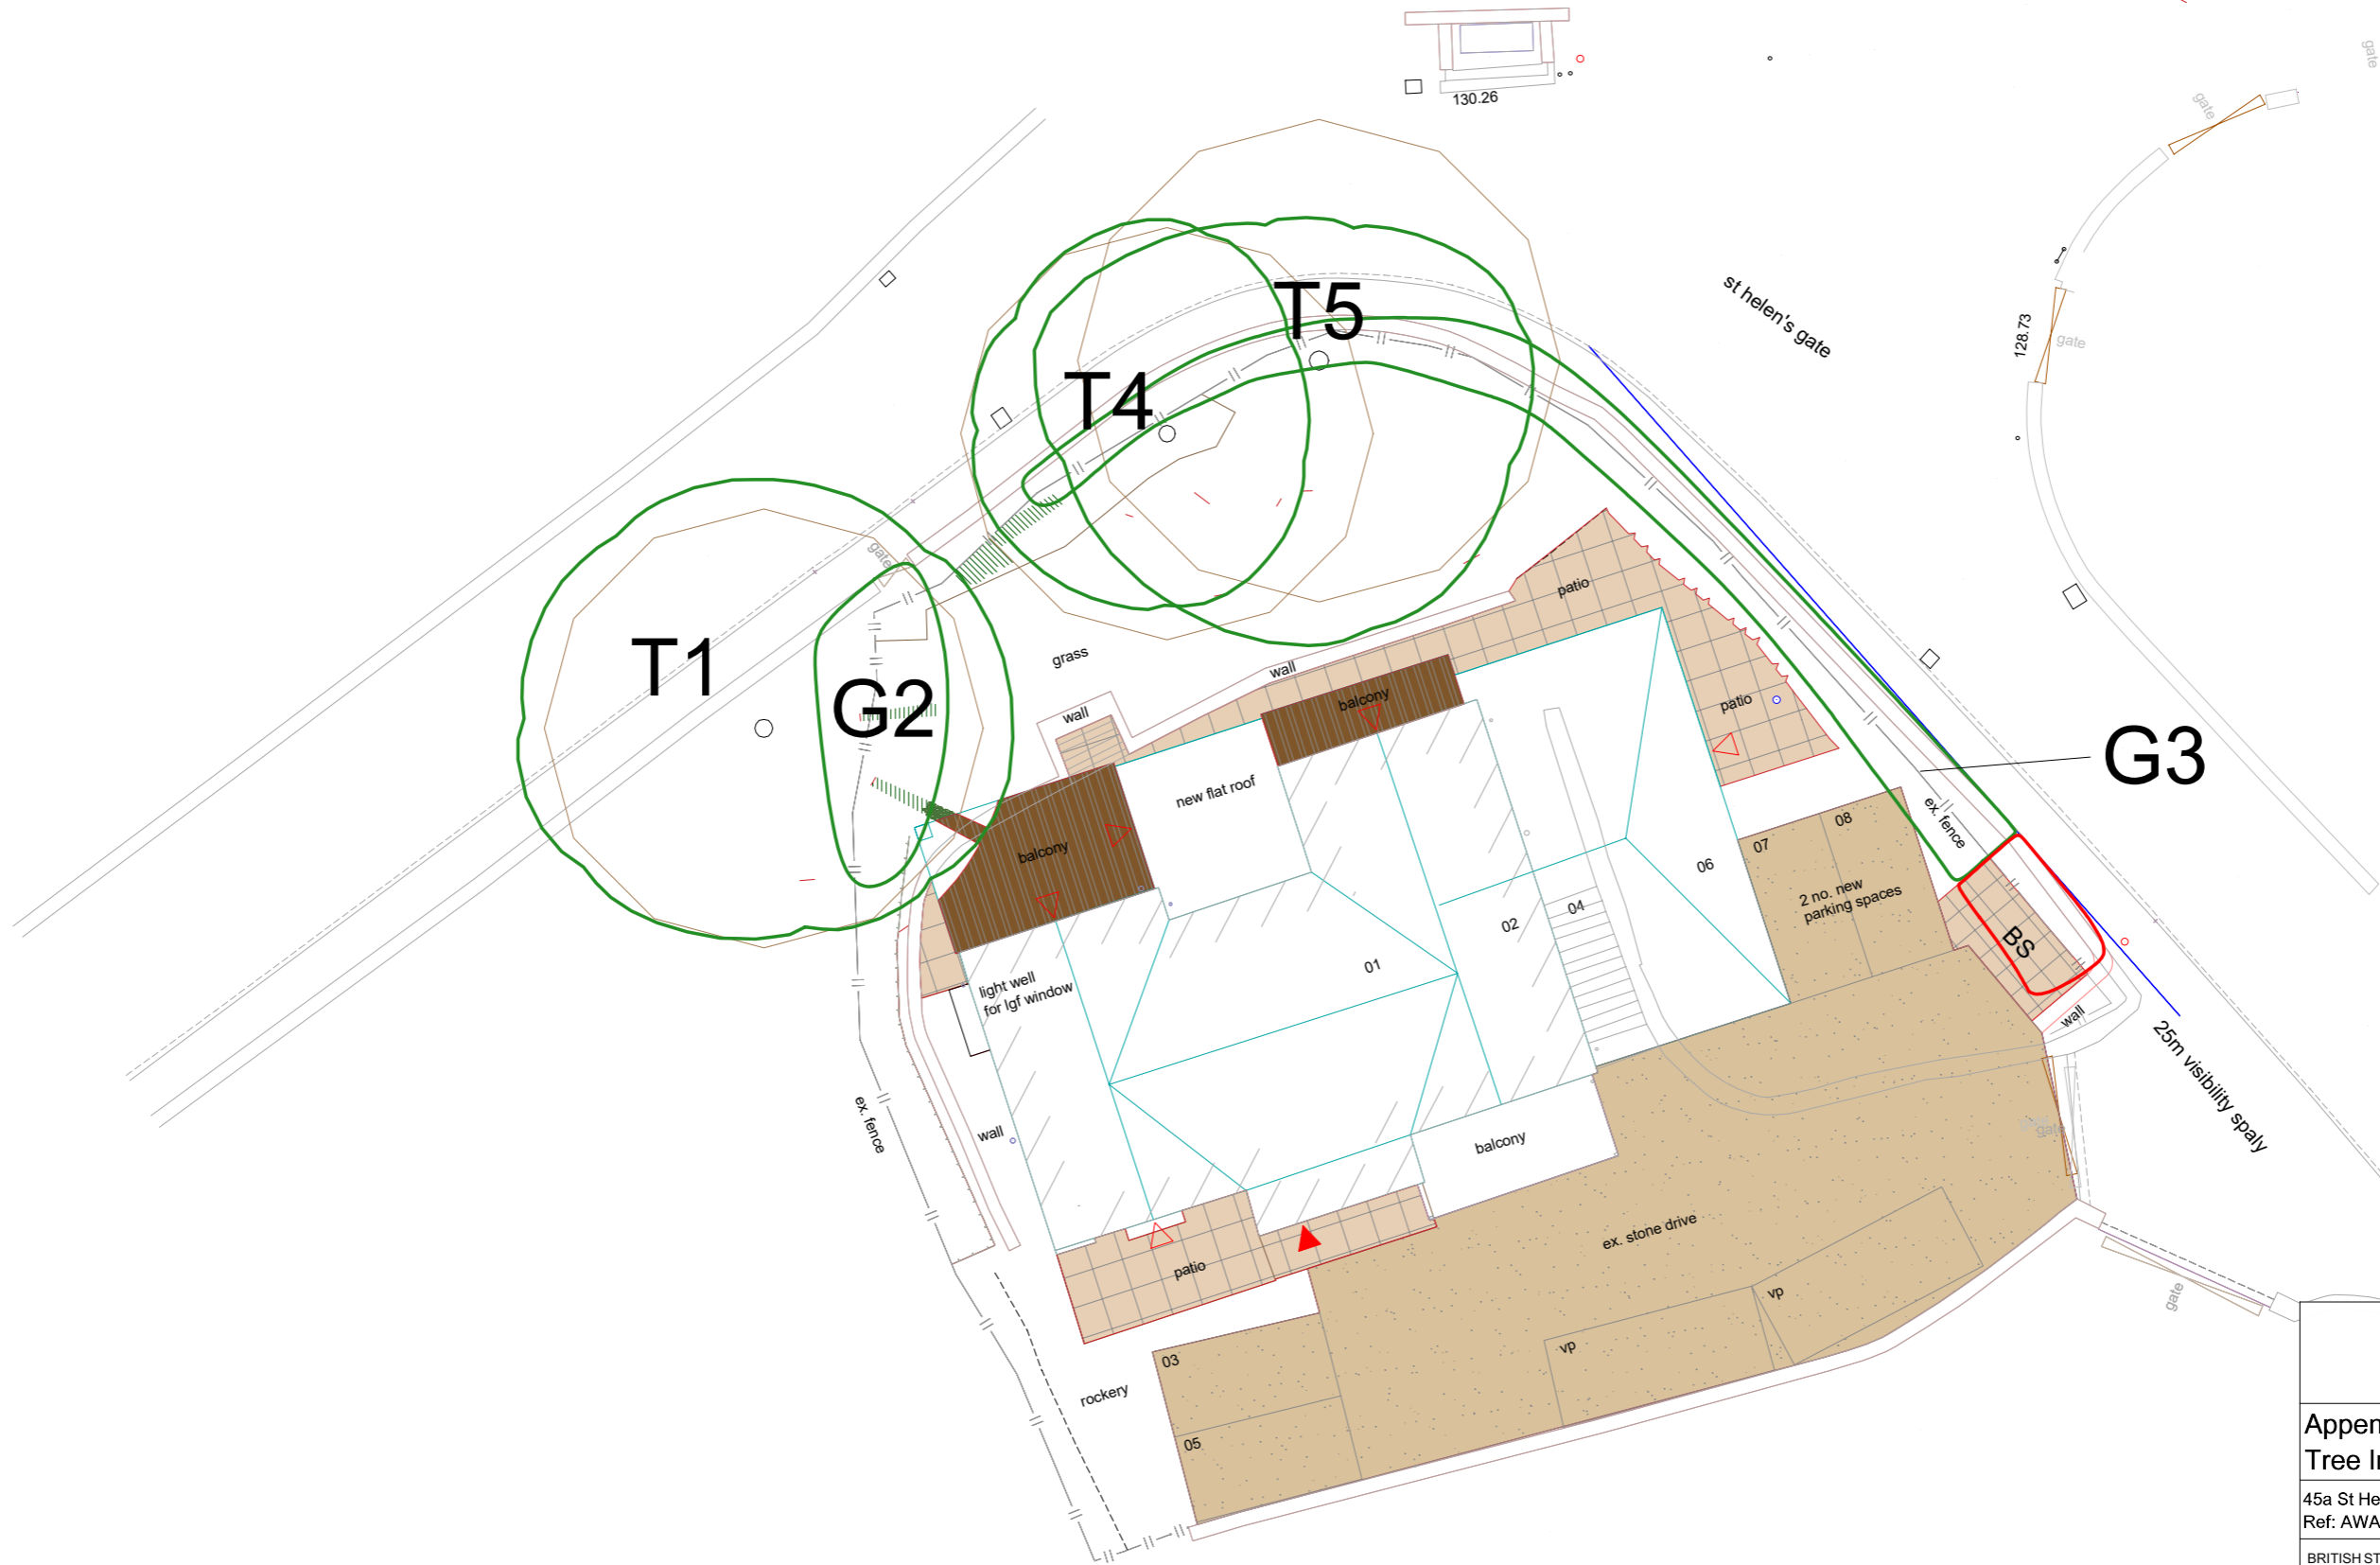 130.26
gate
gate
gate
128.73
st helen's gate
T5
T4
T1
G2
G3
gate
grass
wall
wall
patio
patio
balcony
new flat roof
balcony
ex. fence
08
07
2 no. new
parking spaces
06
04
02
01
BS
wall
light well
for lgf window
25m visibility spaly
gate
ex. fence
wall
balcony
ex. stone drive
patio
vp
vp
gate
03
05
rockery
Appen
Tree I
45a St He
Ref: AWA
BRITISH ST